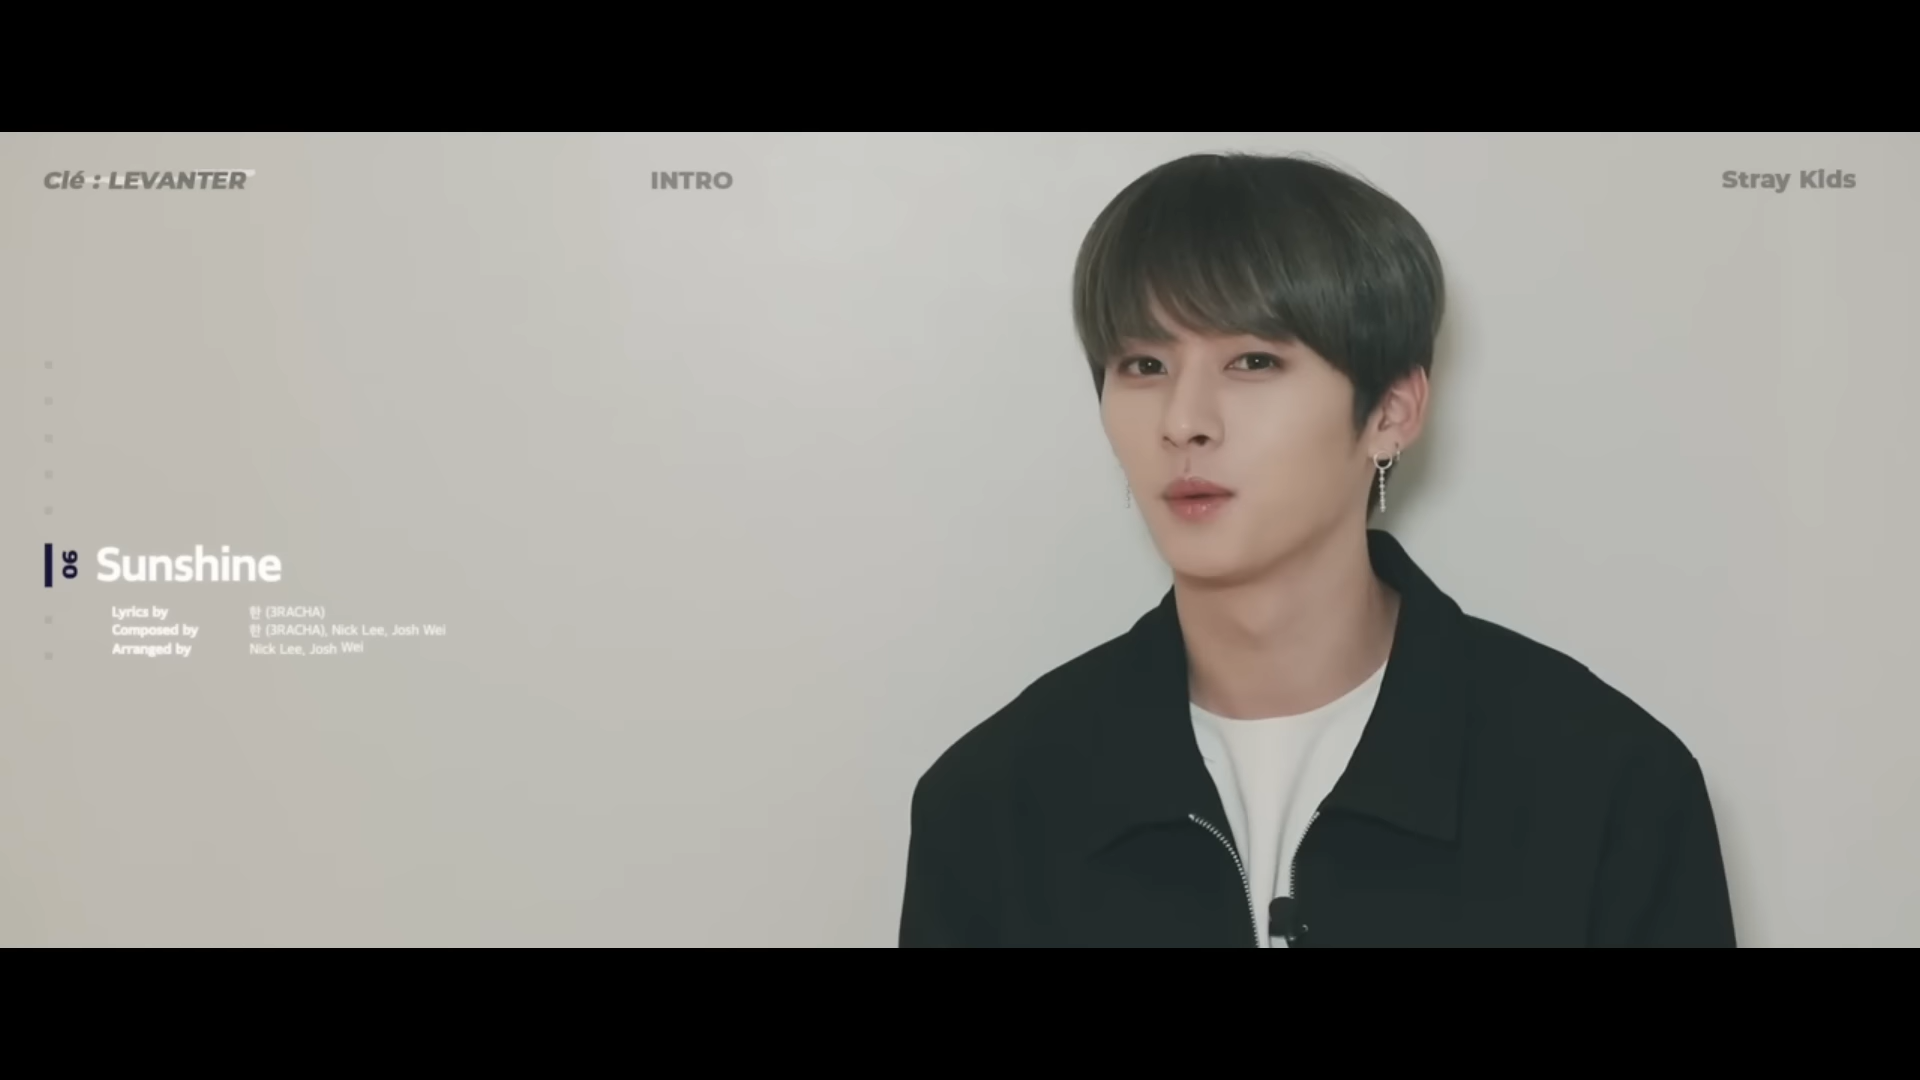 Clé : LEVANTER
INTRO
Stray Kids
06
Sunshine
Lyrics by 한 (3RACHA)
Composed by 한 (3RACHA), Nick Lee, Josh Wei
Arranged by Nick Lee, Josh Wei